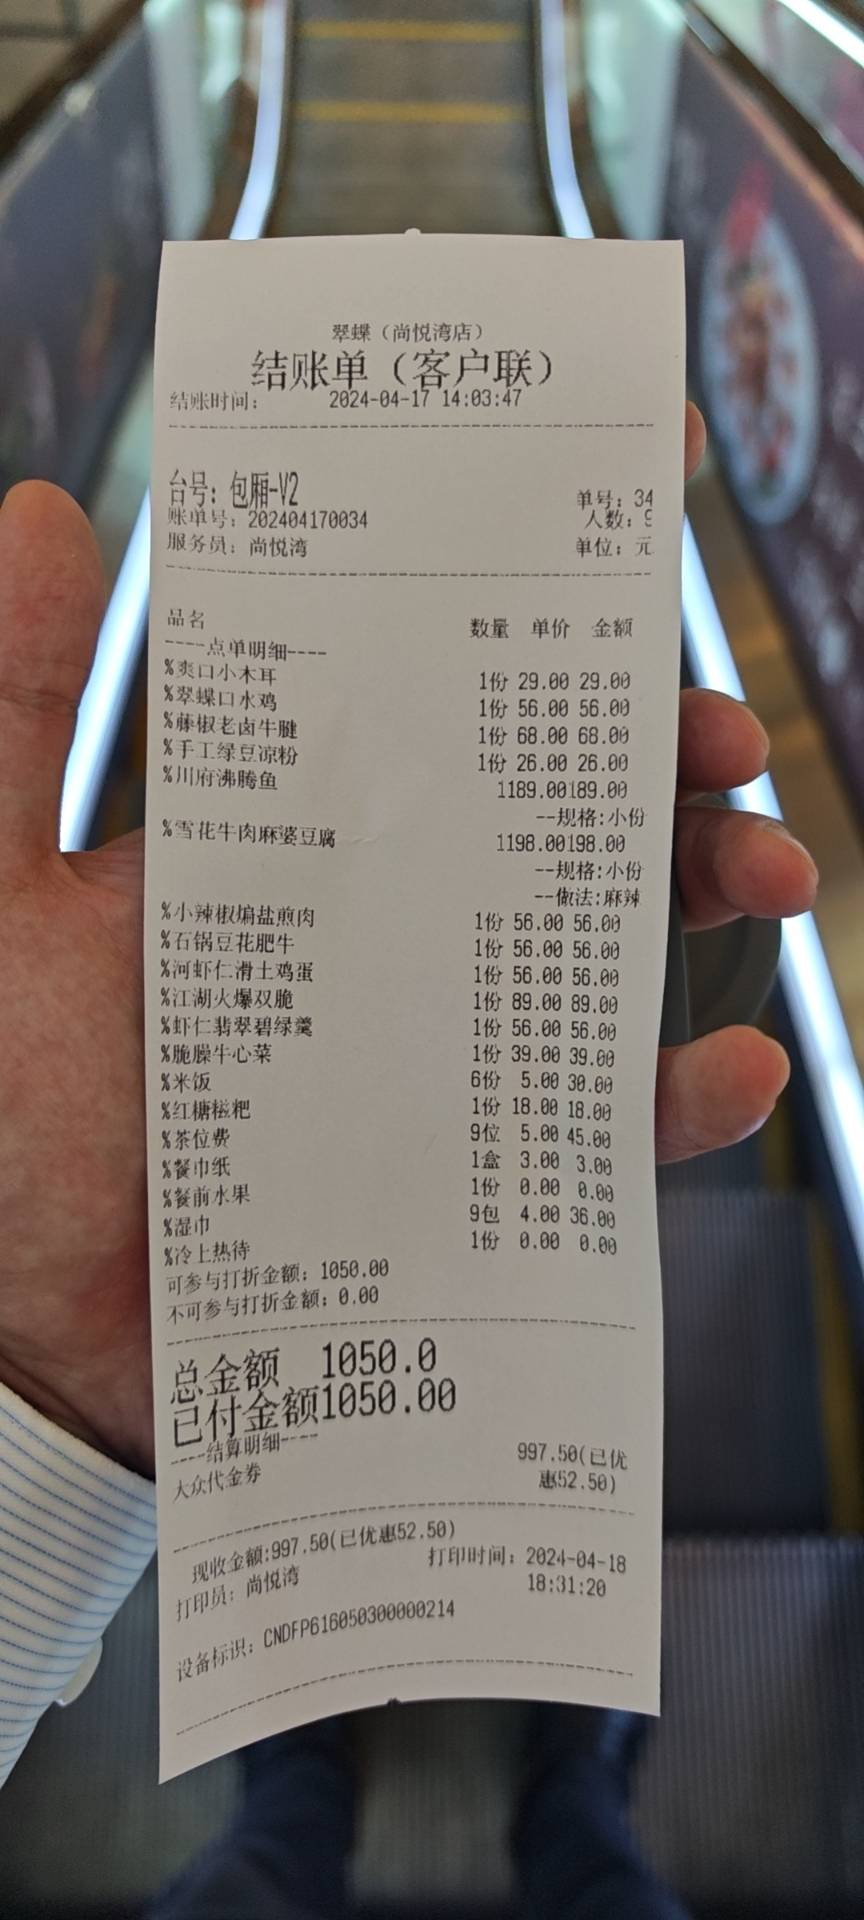 翠蝶（尚悦湾店）
结账单（客户联）
结账时间： 2024-04-17 14:03:47
台号：包厢-V2
单号：34
账单号：202404170034
人数：9
服务员：尚悦湾
单位：元
品名 数量 单价 金额
----点单明细----
%爽口小木耳 1份 29.00 29.00
%翠蝶口水鸡 1份 56.00 56.00
%藤椒老卤牛腱 1份 68.00 68.00
%手工绿豆凉粉 1份 26.00 26.00
%川府沸腾鱼 1189.00189.00
--规格:小份
%雪花牛肉麻婆豆腐 1198.00198.00
--规格:小份
--做法:麻辣
%小辣椒煸盐煎肉 1份 56.00 56.00
%石锅豆花肥牛 1份 56.00 56.00
%河虾仁滑土鸡蛋 1份 56.00 56.00
%江湖火爆双脆 1份 89.00 89.00
%虾仁翡翠碧绿羹 1份 56.00 56.00
%脆臊牛心菜 1份 39.00 39.00
%米饭 6份 5.00 30.00
%红糖糍粑 1份 18.00 18.00
%茶位费 9位 5.00 45.00
%餐巾纸 1盒 3.00 3.00
%餐前水果 1份 0.00 0.00
%湿巾 9包 4.00 36.00
%冷上热待 1份 0.00 0.00
可参与打折金额：1050.00
不可参与打折金额：0.00
总金额 1050.0
已付金额1050.00
----结算明细----
大众代金券 997.50(已优
惠52.50)
现收金额:997.50(已优惠52.50)
打印员：尚悦湾 打印时间：2024-04-18
18:31:20
设备标识：CNDFP616050300000214